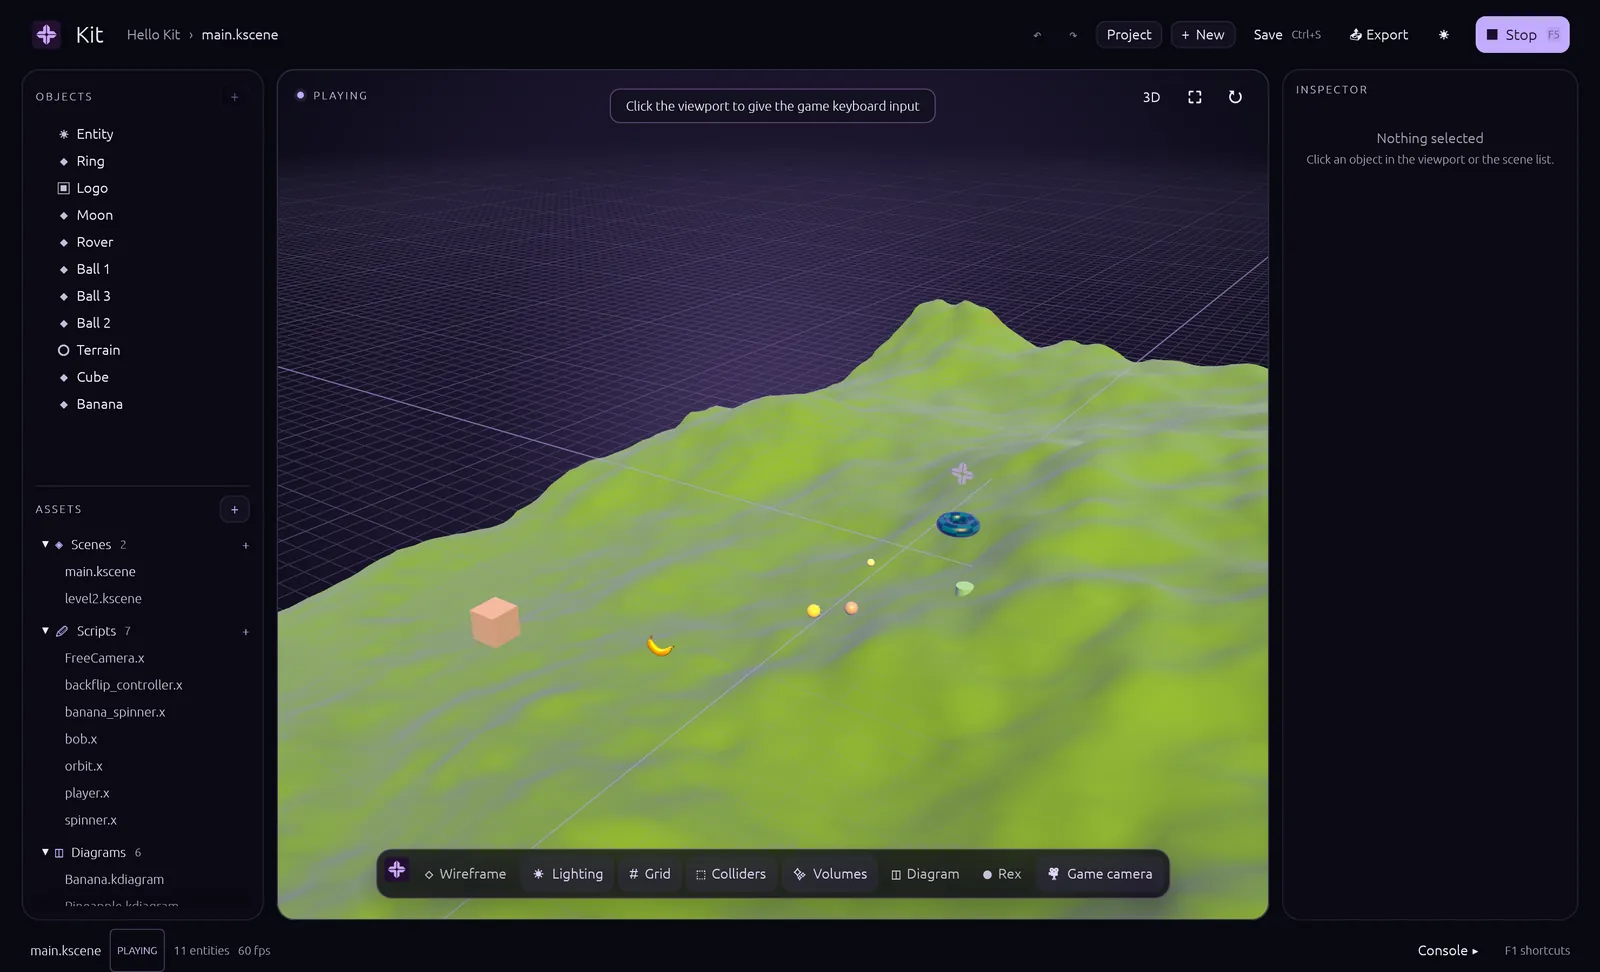 Kit
Hello Kit › main.kscene
Project
+ New
Save Ctrl+S
Export
Stop F5
OBJECTS
+
Entity
Ring
Logo
Moon
Rover
Ball 1
Ball 3
Ball 2
Terrain
Cube
Banana
ASSETS
+
Scenes 2
+
main.kscene
level2.kscene
Scripts 7
+
FreeCamera.x
backflip_controller.x
banana_spinner.x
bob.x
orbit.x
player.x
spinner.x
Diagrams 6
Banana.kdiagram
Pineapple.kdiagram
PLAYING
Click the viewport to give the game keyboard input
3D
Wireframe
Lighting
# Grid
Colliders
Volumes
Diagram
Rex
Game camera
INSPECTOR
Nothing selected
Click an object in the viewport or the scene list.
main.kscene
PLAYING
11 entities
60 fps
Console ▸
F1 shortcuts